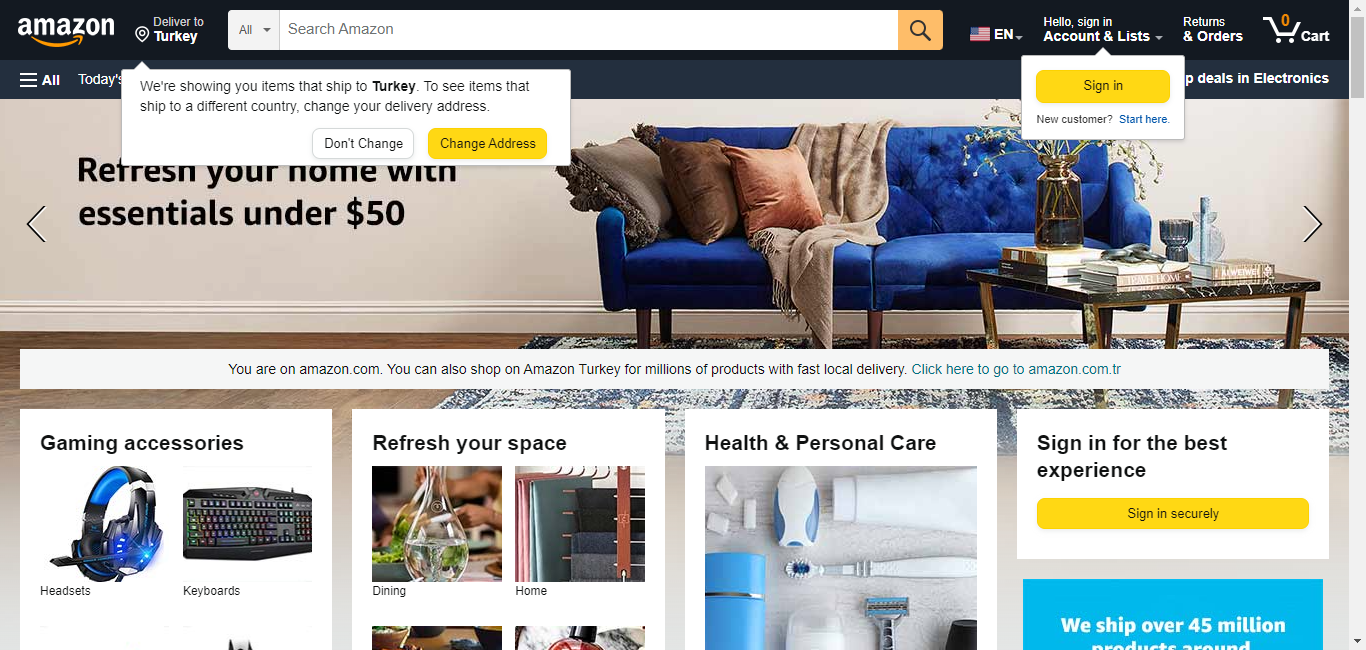 amazon
Deliver to
Turkey
All
Search Amazon
EN
Hello, sign in
Account & Lists
Returns
& Orders
0
Cart
All
Today's
p deals in Electronics
We're showing you items that ship to Turkey. To see items that
ship to a different country, change your delivery address.
Don't Change
Change Address
Sign in
New customer? Start here.
Refresh your home with
essentials under $50
You are on amazon.com. You can also shop on Amazon Turkey for millions of products with fast local delivery. Click here to go to amazon.com.tr
Gaming accessories
Headsets
Keyboards
Refresh your space
Dining
Home
Health & Personal Care
Sign in for the best
experience
Sign in securely
We ship over 45 million
products around